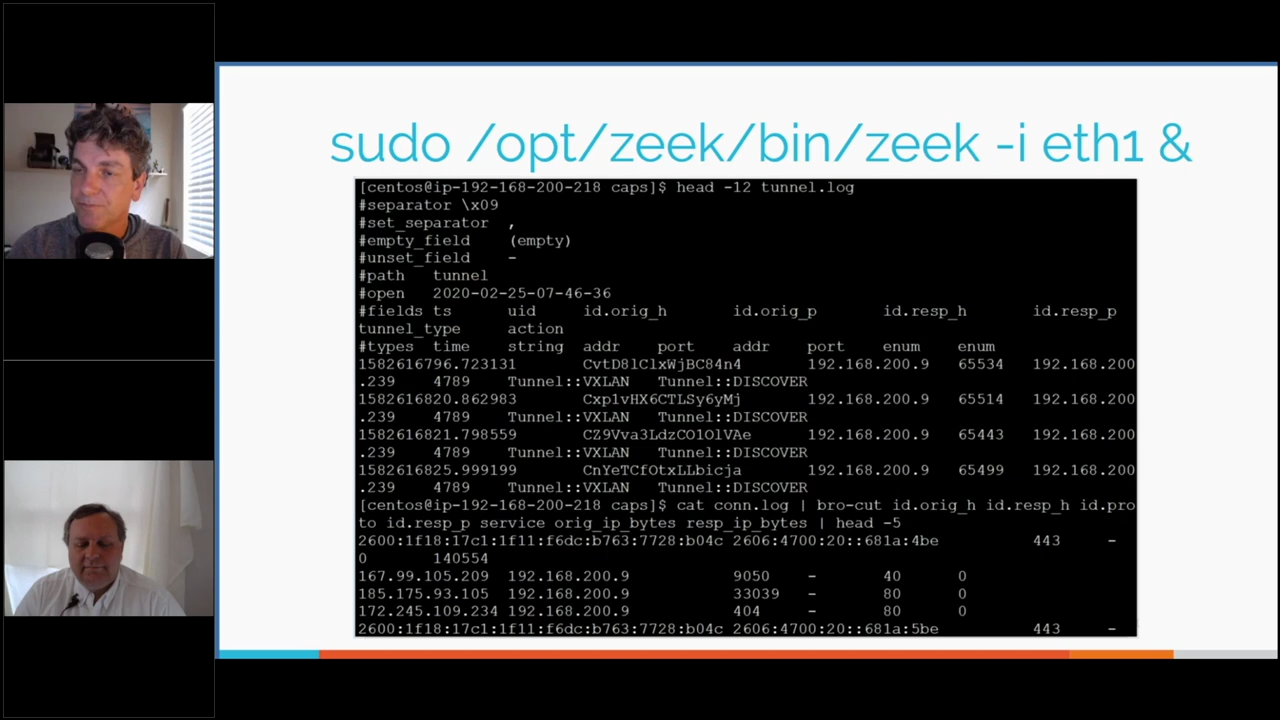 sudo /opt/zeek/bin/zeek -i eth1 &
[centos@ip-192-168-200-218 caps]$ head -12 tunnel.log
#separator \x09
#set_separator ,
#empty_field (empty)
#unset_field -
#path tunnel
#open 2020-02-25-07-46-36
#fields ts uid id.orig_h id.orig_p id.resp_h id.resp_p
tunnel_type action
#types time string addr port addr port enum enum
1582616796.723131 CvtD8lClxWjBC84n4 192.168.200.9 65534 192.168.200
.239 4789 Tunnel::VXLAN Tunnel::DISCOVER
1582616820.862983 Cxp1vHX6CTLSy6yMj 192.168.200.9 65514 192.168.200
.239 4789 Tunnel::VXLAN Tunnel::DISCOVER
1582616821.798559 CZ9Vva3LdzCO1OlVAe 192.168.200.9 65443 192.168.200
.239 4789 Tunnel::VXLAN Tunnel::DISCOVER
1582616825.999199 CnYeTCfOtxLLbicja 192.168.200.9 65499 192.168.200
.239 4789 Tunnel::VXLAN Tunnel::DISCOVER
[centos@ip-192-168-200-218 caps]$ cat conn.log | bro-cut id.orig_h id.resp_h id.pro
to id.resp_p service orig_ip_bytes resp_ip_bytes | head -5
2600:1f18:17c1:1f11:f6dc:b763:7728:b04c 2606:4700:20::681a:4be 443 -
0 140554
167.99.105.209 192.168.200.9 9050 - 40 0
185.175.93.105 192.168.200.9 33039 - 80 0
172.245.109.234 192.168.200.9 404 - 80 0
2600:1f18:17c1:1f11:f6dc:b763:7728:b04c 2606:4700:20::681a:5be 443 -